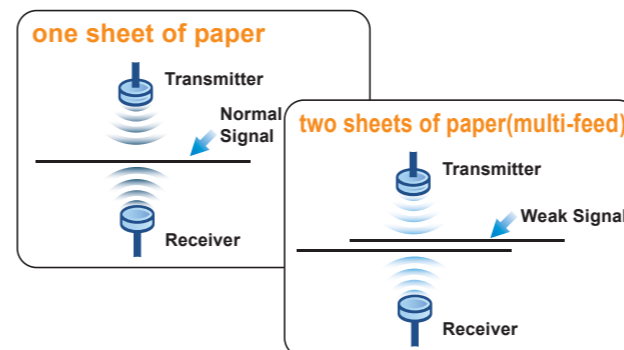 one sheet of paper
Transmitter
Normal
Signal
Receiver
two sheets of paper(multi-feed)
Transmitter
Weak Signal
Receiver